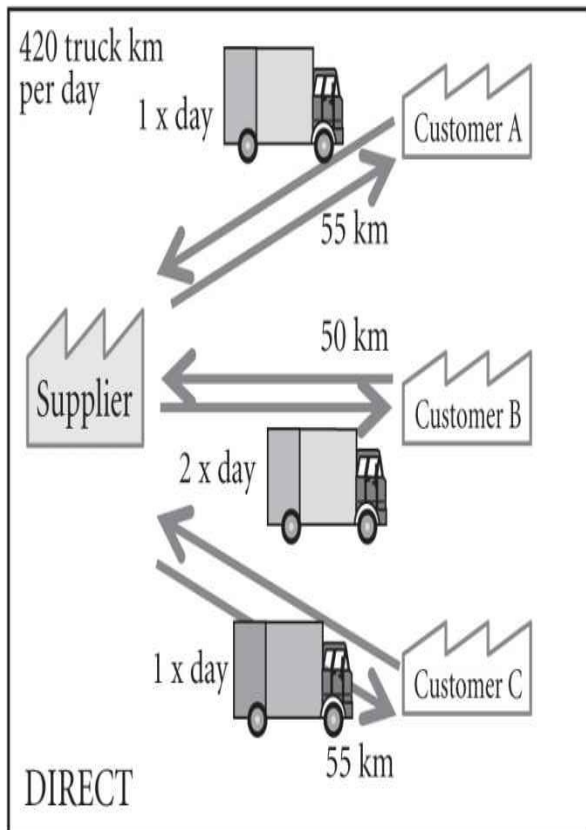 420 truck km
per day
1 x day
Customer A
55 km
50 km
Supplier
Customer B
2 x day
1 x day
Customer C
55 km
DIRECT